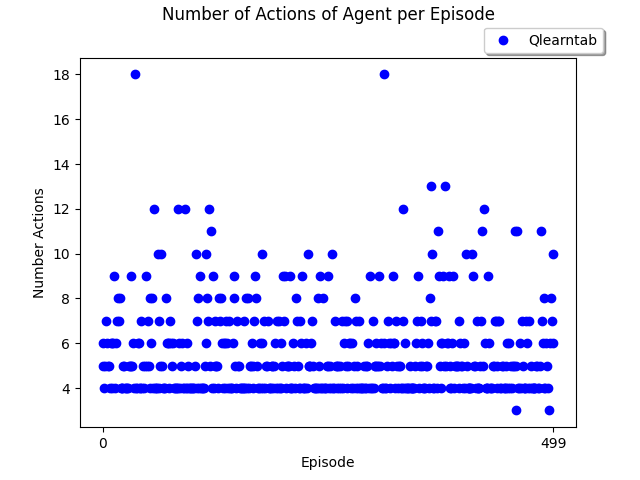 Number of Actions of Agent per Episode
Qlearntab
18
16
14
12
10
8
6
4
Number Actions
0
499
Episode